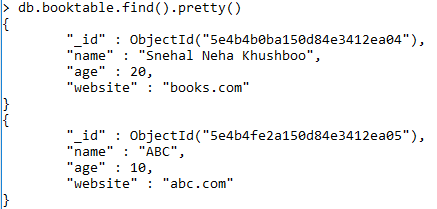 > db.booktable.find().pretty()
{
        "_id" : ObjectId("5e4b4b0ba150d84e3412ea04"),
        "name" : "Snehal Neha Khushboo",
        "age" : 20,
        "website" : "books.com"
}
{
        "_id" : ObjectId("5e4b4fe2a150d84e3412ea05"),
        "name" : "ABC",
        "age" : 10,
        "website" : "abc.com"
}